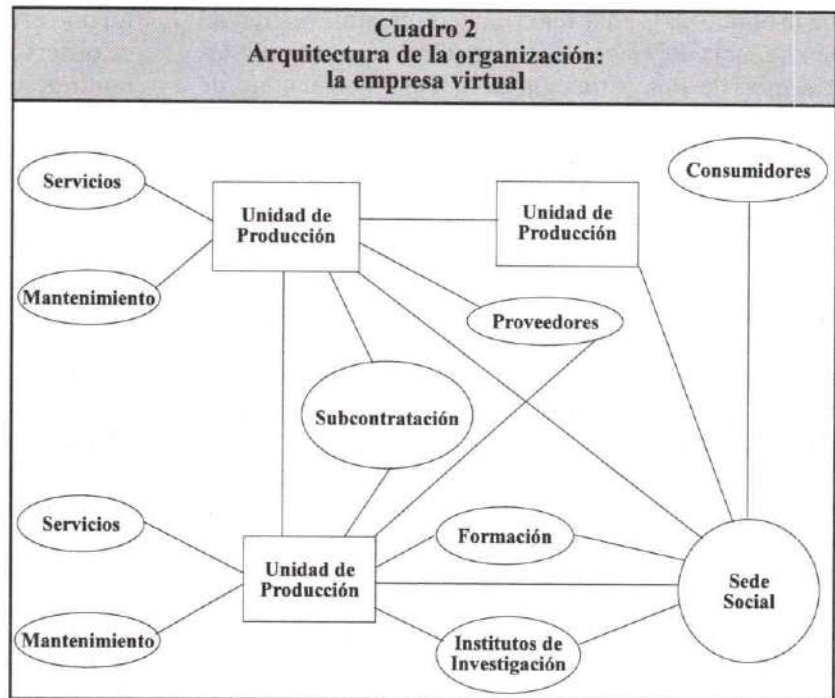 Cuadro 2
Arquitectura de la organización:
la empresa virtual
Servicios
Consumidores
Unidad de
Producción
Unidad de
Producción
Mantenimiento
Proveedores
Subcontratación
Servicios
Formación
Unidad de
Producción
Sede
Social
Mantenimiento
Institutos de
Investigación